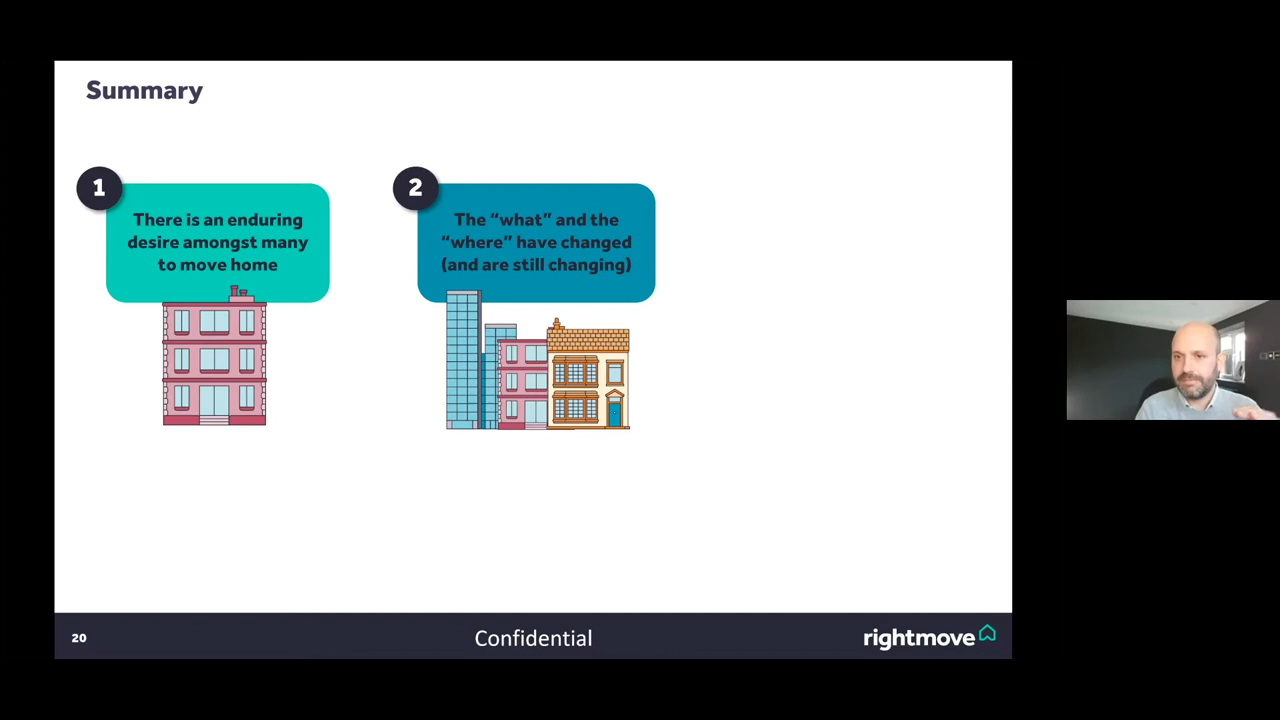 Summary
1
There is an enduring
desire amongst many
to move home
2
The “what” and the
“where” have changed
(and are still changing)
20
Confidential
rightmove